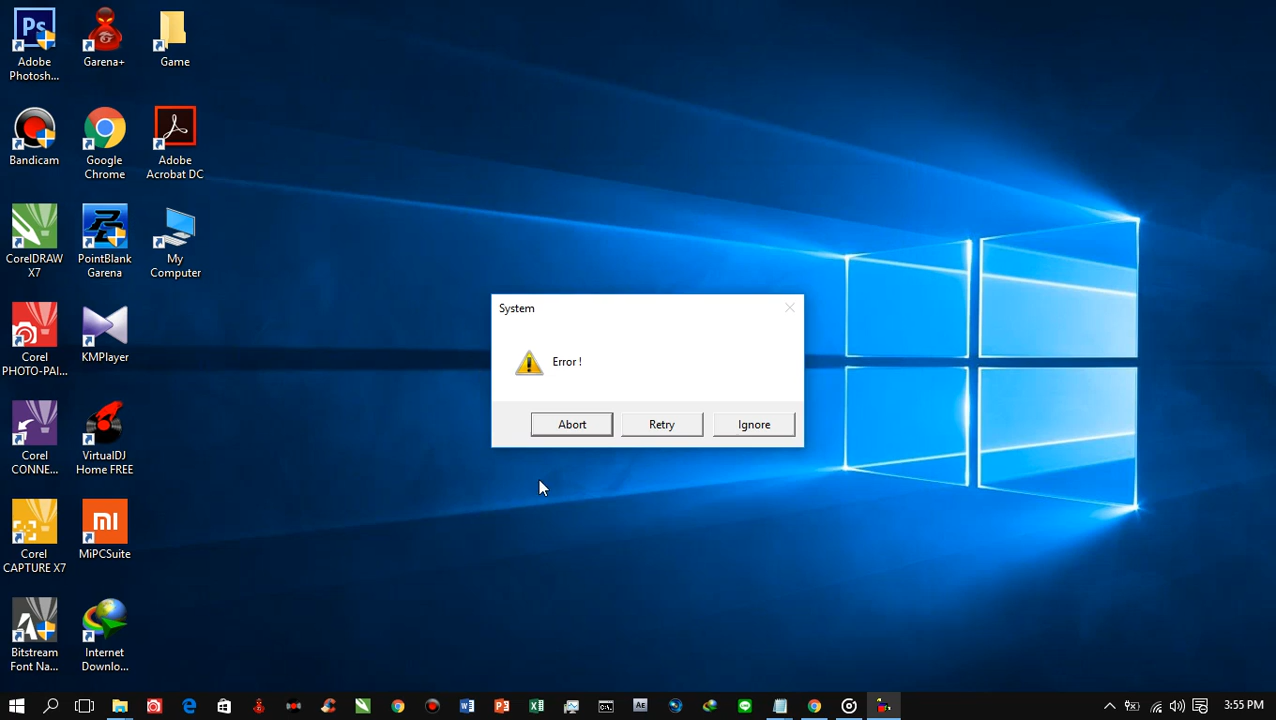 Ps
Adobe
Photosh...
Garena+
Game
Bandicam
Google
Chrome
Adobe
Acrobat DC
CorelDRAW
X7
PointBlank
Garena
My
Computer
Corel
PHOTO-PAI...
KMPlayer
Corel
CONNE...
VirtualDJ
Home FREE
Corel
CAPTURE X7
MI
MiPCSuite
Bitstream
Font Na...
Internet
Downlo...
System
Error !
Abort
Retry
Ignore
3:55 PM